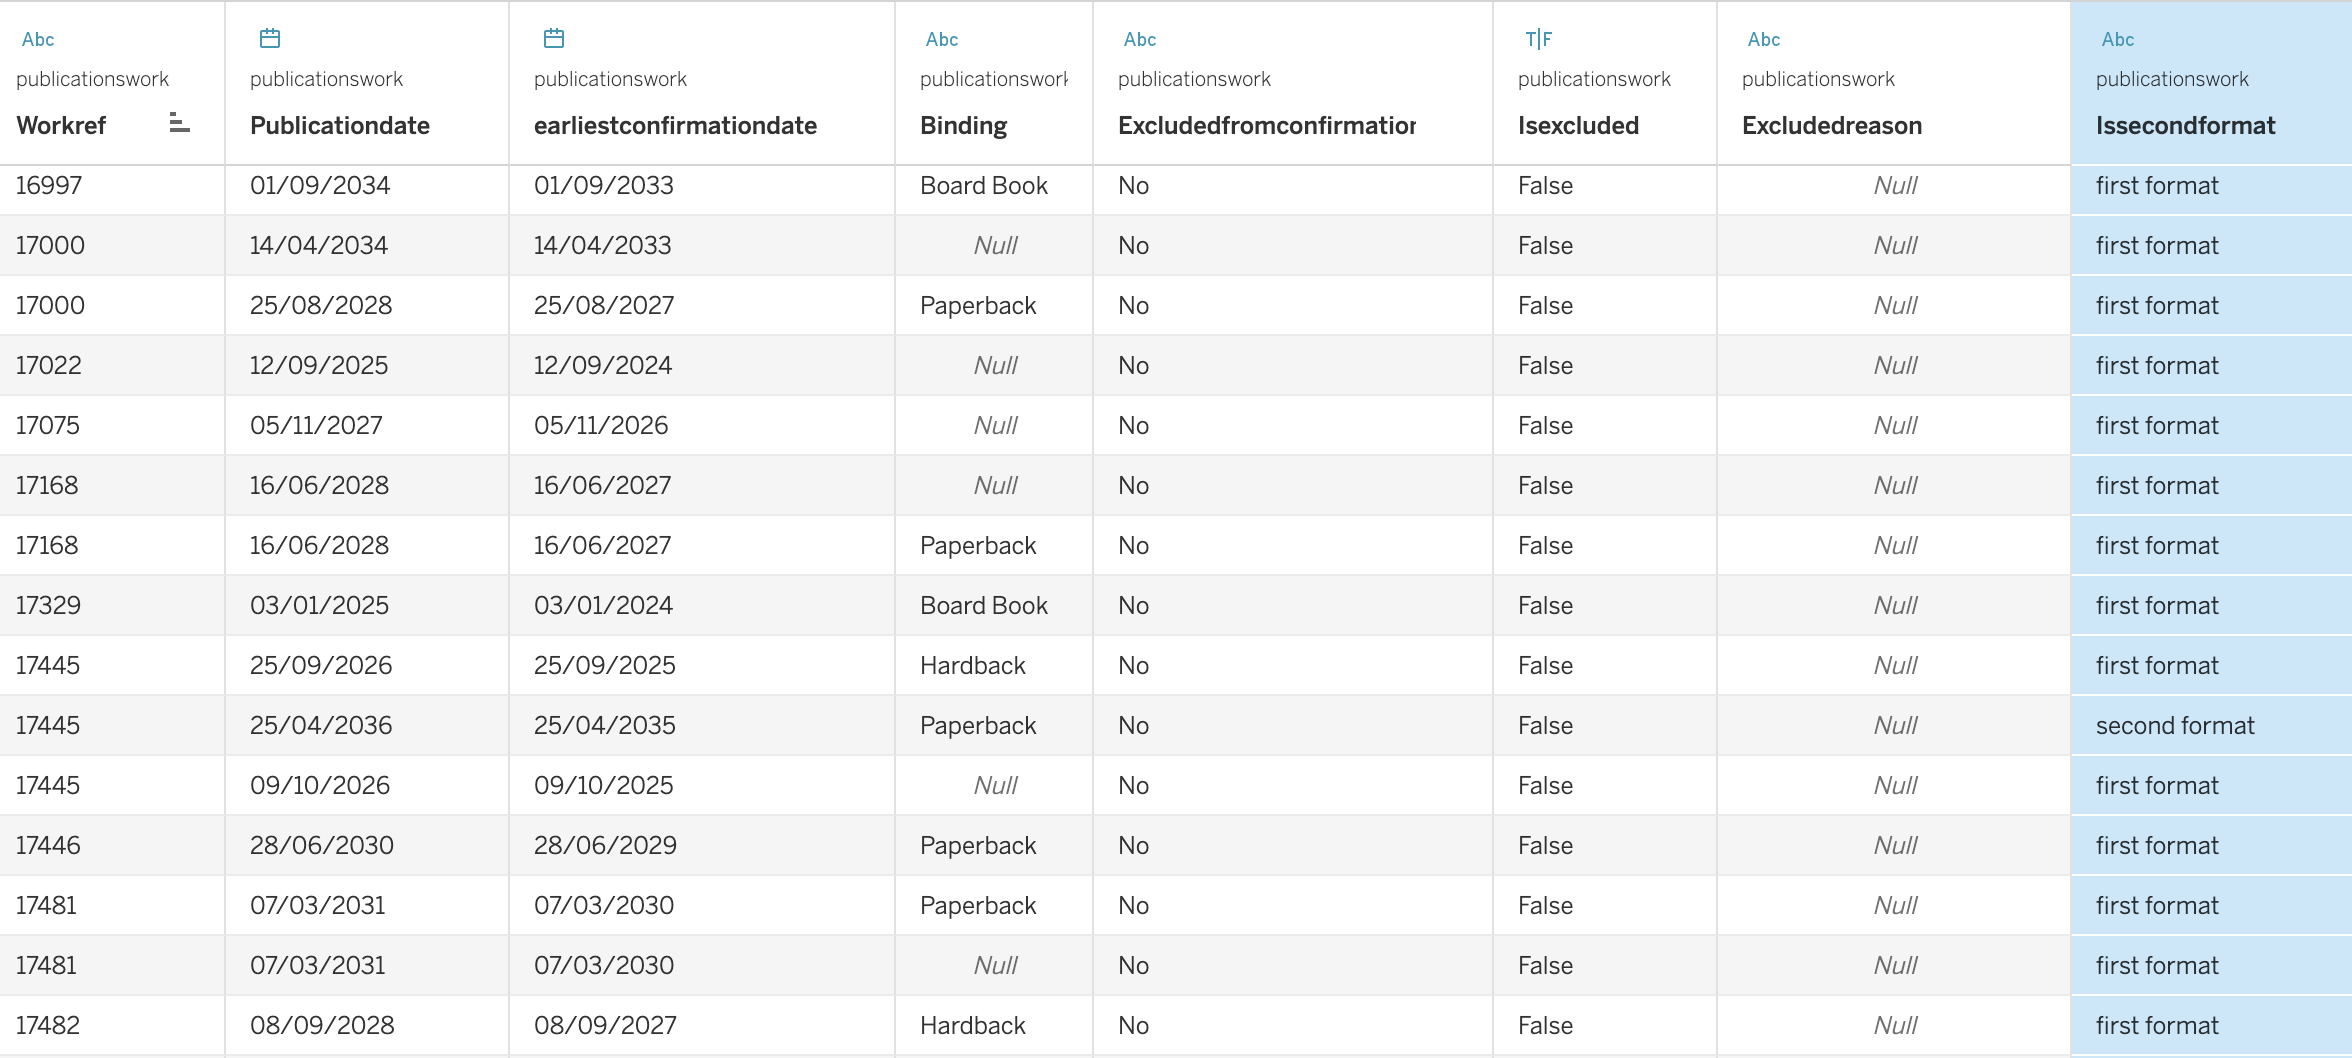 Abc Abc Abc T|F Abc Abc
publicationswork publicationswork publicationswork publicationswork publicationswork publicationswork publicationswork publicationswork
Workref Publicationdate earliestconfirmationdate Binding Excludedfromconfirmation Isexcluded Excludedreason Issecondformat
16997 01/09/2034 01/09/2033 Board Book No False Null first format
17000 14/04/2034 14/04/2033 Null No False Null first format
17000 25/08/2028 25/08/2027 Paperback No False Null first format
17022 12/09/2025 12/09/2024 Null No False Null first format
17075 05/11/2027 05/11/2026 Null No False Null first format
17168 16/06/2028 16/06/2027 Null No False Null first format
17168 16/06/2028 16/06/2027 Paperback No False Null first format
17329 03/01/2025 03/01/2024 Board Book No False Null first format
17445 25/09/2026 25/09/2025 Hardback No False Null first format
17445 25/04/2036 25/04/2035 Paperback No False Null second format
17445 09/10/2026 09/10/2025 Null No False Null first format
17446 28/06/2030 28/06/2029 Paperback No False Null first format
17481 07/03/2031 07/03/2030 Paperback No False Null first format
17481 07/03/2031 07/03/2030 Null No False Null first format
17482 08/09/2028 08/09/2027 Hardback No False Null first format